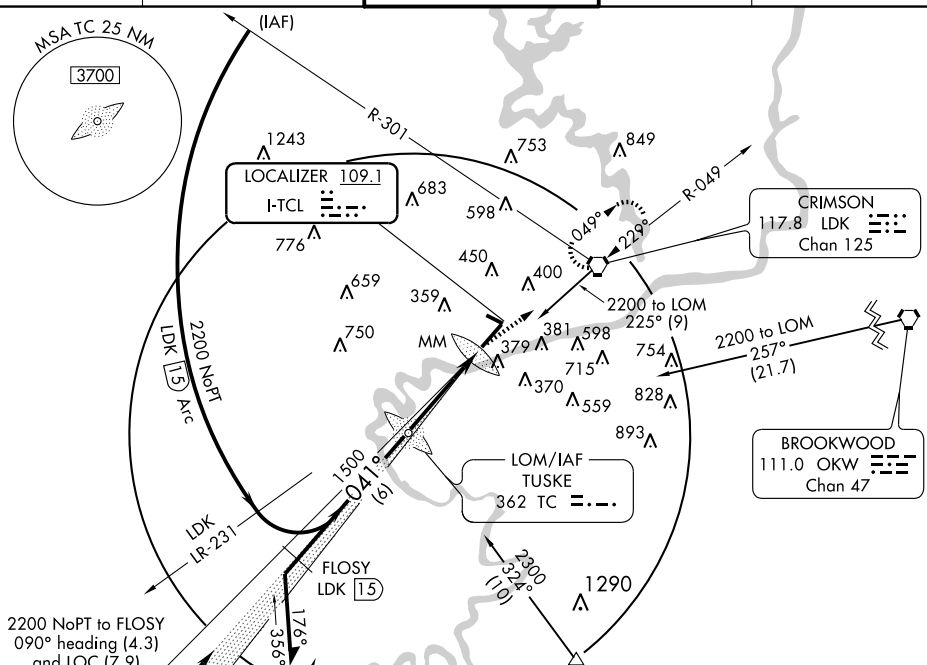 (IAF)
MSA TC 25 NM
3700
R-301
1243
753
849
LOCALIZER 109.1
I-TCL
683
598
R-049
049°
229°
CRIMSON
117.8 LDK
Chan 125
776
450
400
659
359
2200 to LOM
225° (9)
750
MM
379
381
598
715
754
2200 to LOM
257°
(21.7)
2200 NoPT
LDK 15 Arc
370
559
828
893
BROOKWOOD
111.0 OKW
Chan 47
LOM/IAF
TUSKE
362 TC
1500
041°
(6)
LDK
LR-231
FLOSY
LDK 15
2300
324°
(10)
1290
176°
356°
2200 NoPT to FLOSY
090° heading (4.3)
and LOC (7.9)